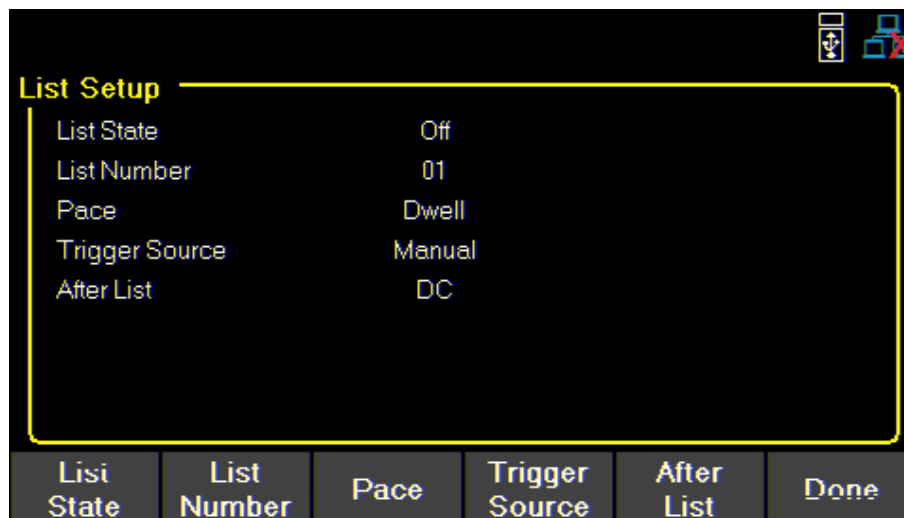 List Setup
List State Off
List Number 01
Pace Dwell
Trigger Source Manual
After List DC
List State
List Number
Pace
Trigger Source
After List
Done